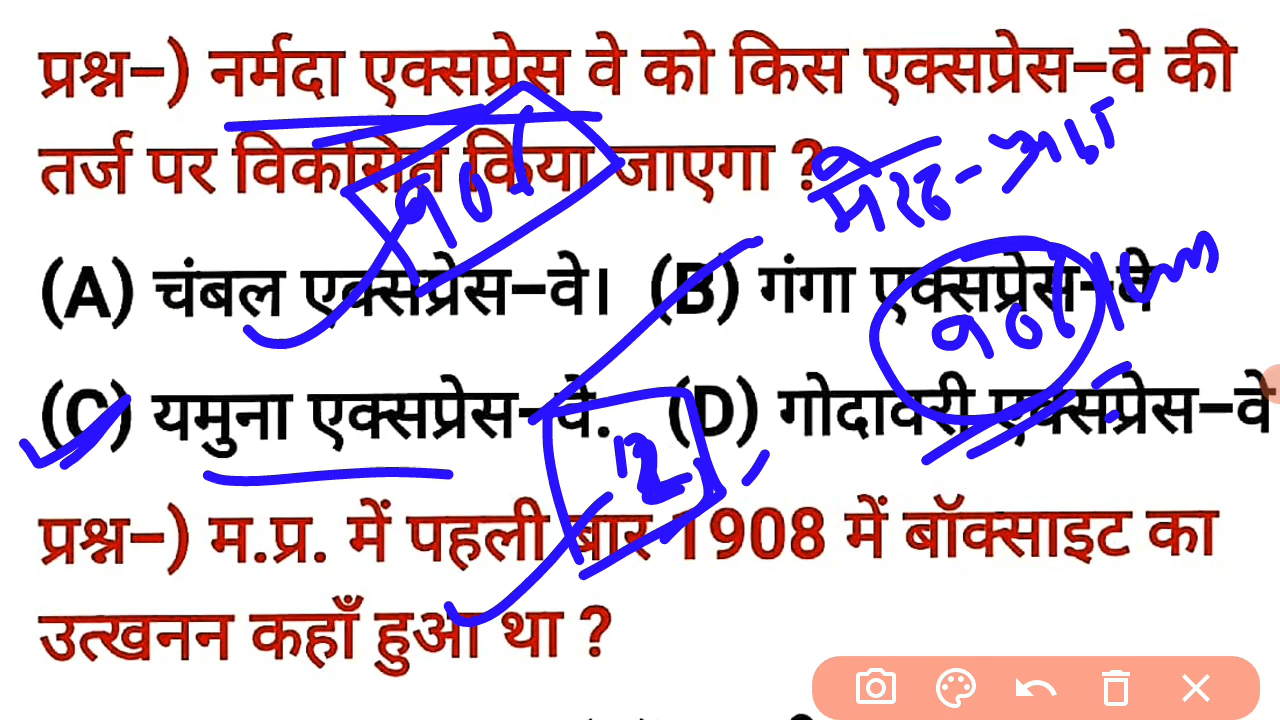 प्रश्न-) नर्मदा एक्सप्रेस वे को किस एक्सप्रेस-वे की
तर्ज पर विकसित किया जाएगा ?
(A) चंबल एक्सप्रेस-वे। (B) गंगा एक्सप्रेस-वे
(C) यमुना एक्सप्रेस-वे. (D) गोदावरी एक्सप्रेस-वे
प्रश्न-) म.प्र. में पहली बार 1908 में बॉक्साइट का
उत्खनन कहाँ हुआ था ?